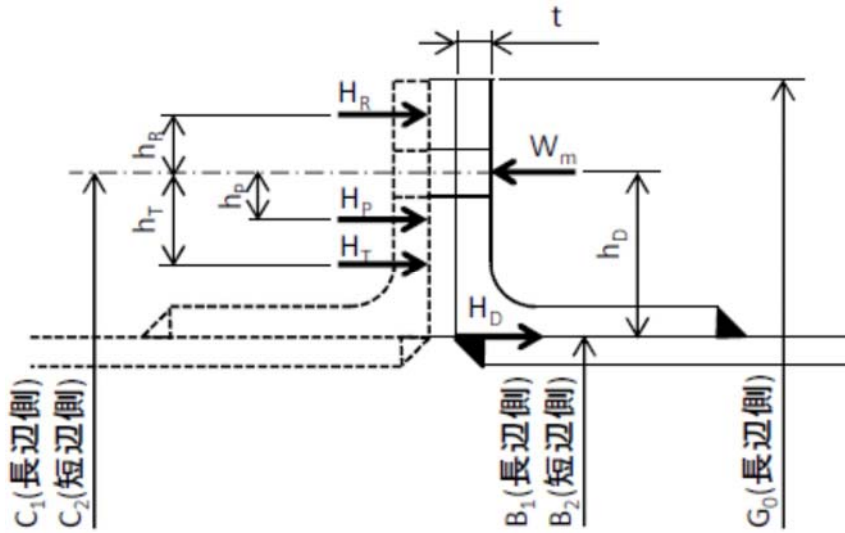 t
H_R
h_R
W_m
h_P
H_P
h_T
H_T
h_D
H_D
C_1(長辺側)
C_2(短辺側)
B_1(長辺側)
B_2(短辺側)
G_0(長辺側)